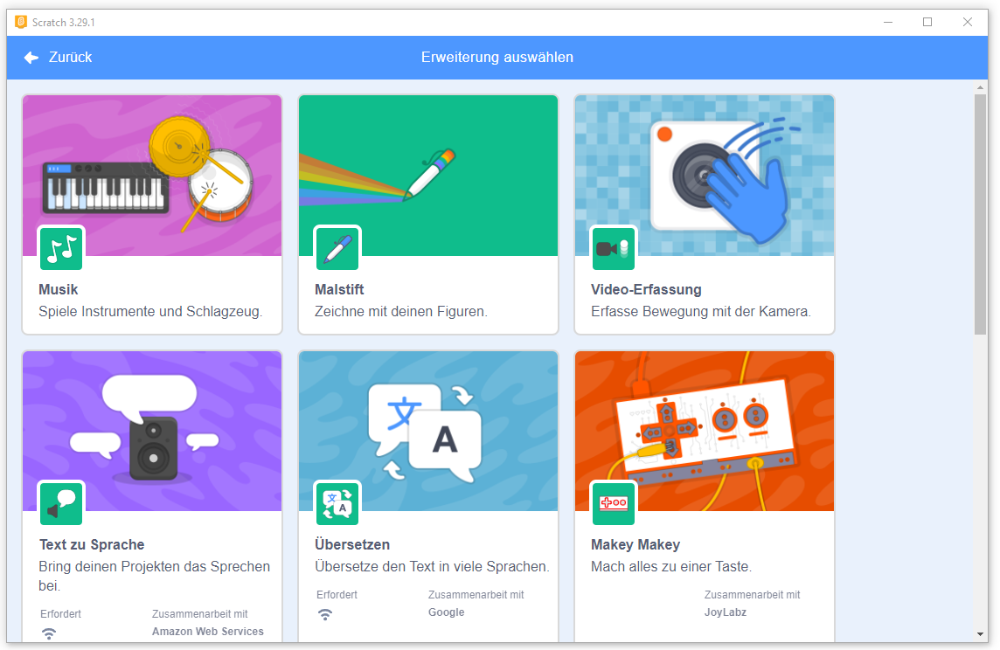 Scratch 3.29.1
Zurück
Erweiterung auswählen
Musik
Spiele Instrumente und Schlagzeug.
Malstift
Zeichne mit deinen Figuren.
Video-Erfassung
Erfasse Bewegung mit der Kamera.
文
A
文
A
Text zu Sprache
Bring deinen Projekten das Sprechen
bei.
Erfordert
Zusammenarbeit mit
Amazon Web Services
Übersetzen
Übersetze den Text in viele Sprachen.
Erfordert
Zusammenarbeit mit
Google
Makey Makey
Mach alles zu einer Taste.
Zusammenarbeit mit
JoyLabz